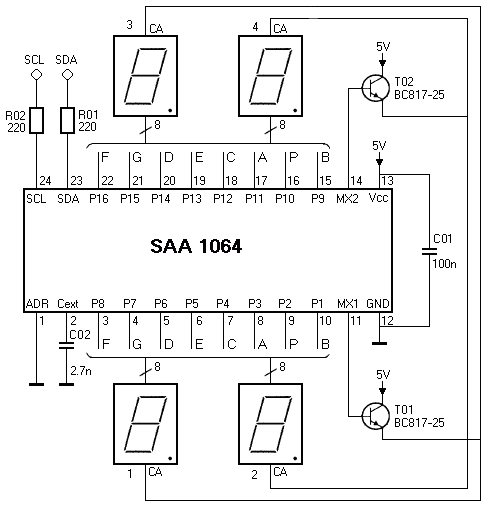 3 CA 4 CA
5V
SCL SDA
T02
BC817-25
R02 R01
220 220
8 8
5V
F G D E C A P B
24 23 22 21 20 19 18 17 16 15 14 13
SCL SDA P16 P15 P14 P13 P12 P11 P10 P9 MX2 Vcc
SAA 1064
C01
100n
ADR Cext P8 P7 P6 P5 P4 P3 P2 P1 MX1 GND
1 2 3 4 5 6 7 8 9 10 11 12
C02
F G D E C A P B
2.7n
8 8
5V
T01
BC817-25
1 CA 2 CA